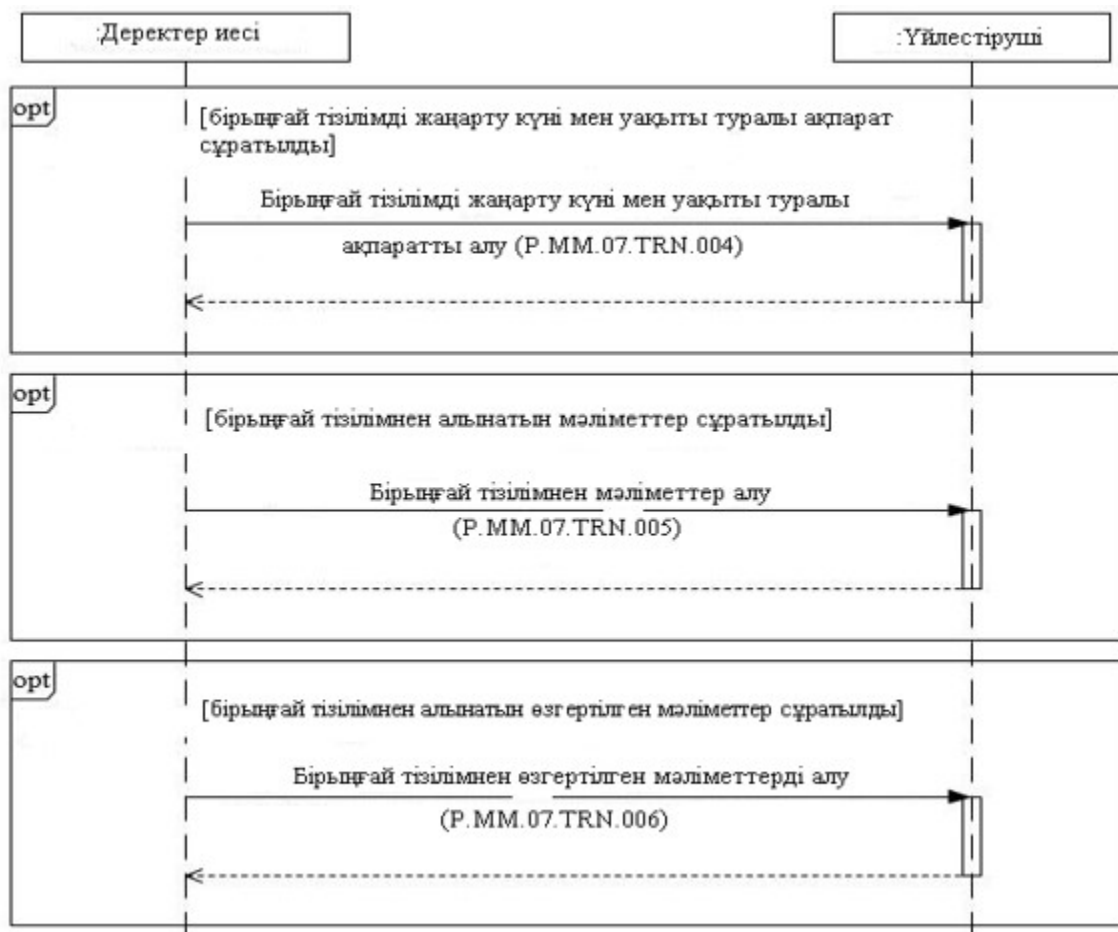 :Деректер иесі
:Үйлестіруші
opt
[бірыңғай тізілімді жаңарту күні мен уақыты туралы ақпарат
сұратылды]
Бірыңғай тізілімді жаңарту күні мен уақыты туралы
ақпаратты алу (P.MM.07.TRN.004)
opt
[бірыңғай тізілімнен алынатын мәліметтер сұратылды]
Бірыңғай тізілімнен мәліметтер алу
(P.MM.07.TRN.005)
opt
[бірыңғай тізілімнен алынатын өзгертілген мәліметтер сұратылды]
Бірыңғай тізілімнен өзгертілген мәліметтерді алу
(P.MM.07.TRN.006)